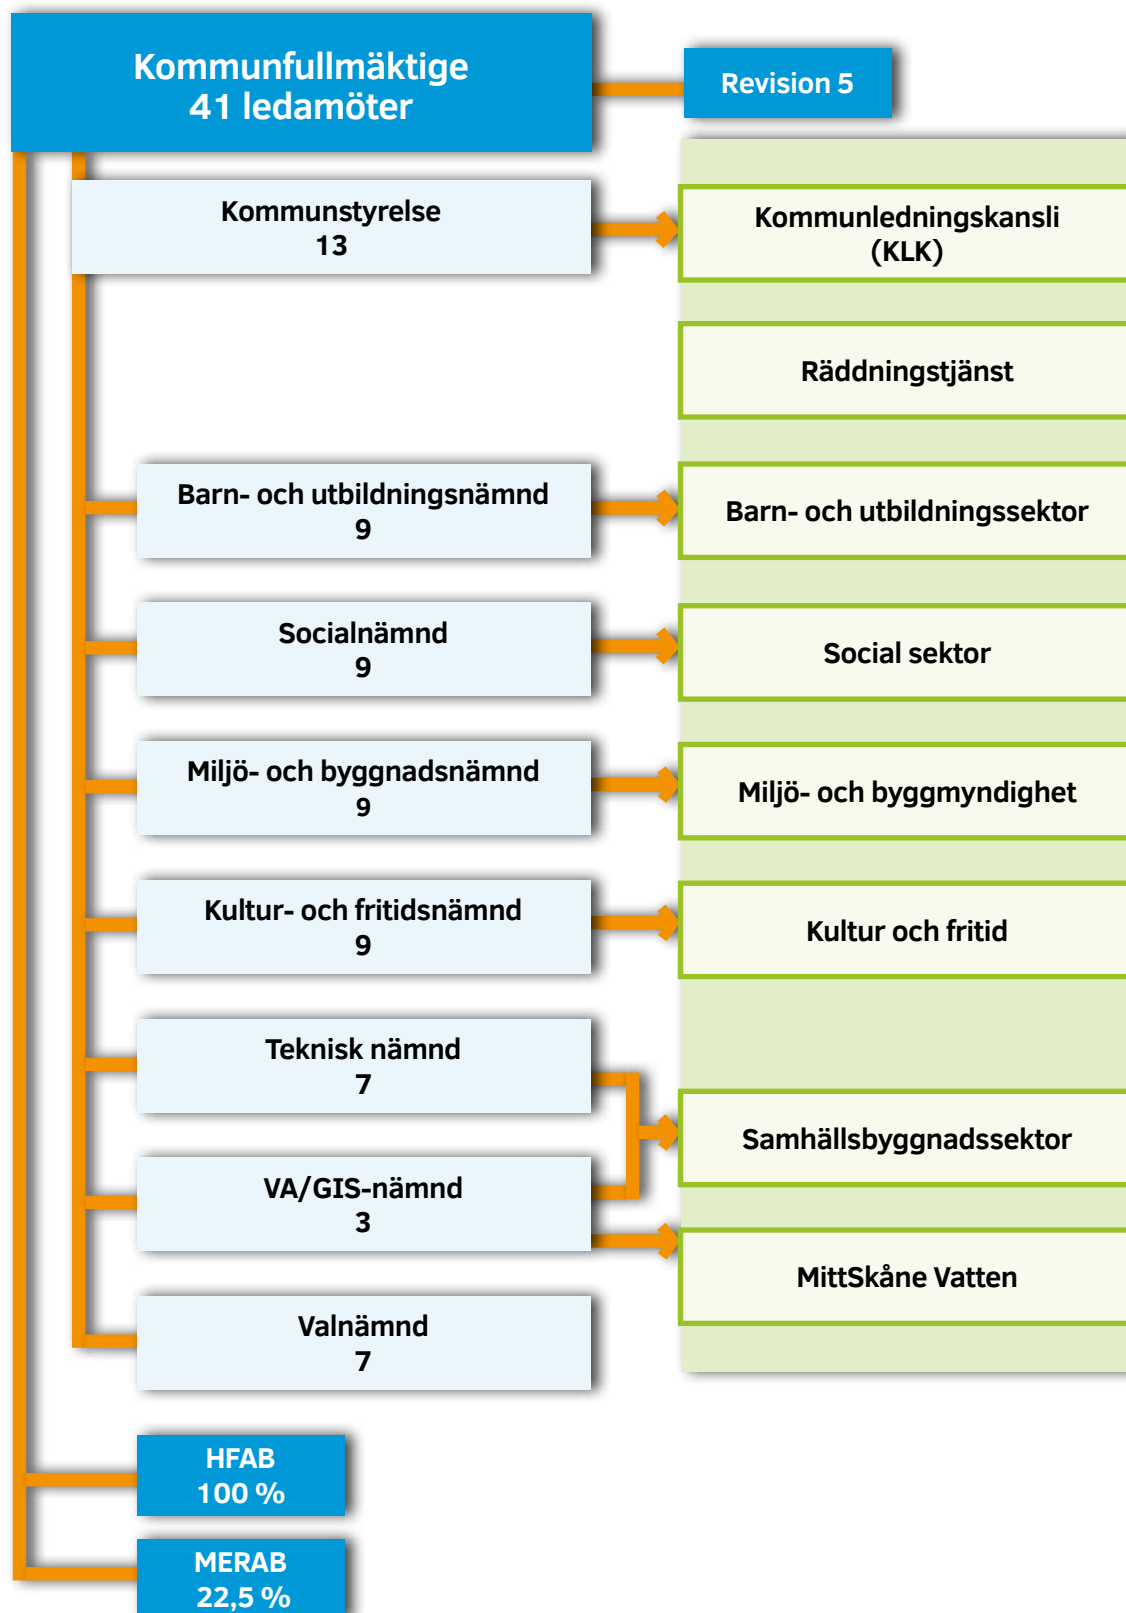 Kommunfullmäktige
41 ledamöter
Revision 5
Kommunstyrelse
13
Kommunledningskansli
(KLK)
Räddningstjänst
Barn- och utbildningsnämnd
9
Barn- och utbildningssektor
Socialnämnd
9
Social sektor
Miljö- och byggnadsnämnd
9
Miljö- och byggmyndighet
Kultur- och fritidsnämnd
9
Kultur och fritid
Teknisk nämnd
7
Samhällsbyggnadssektor
VA/GIS-nämnd
3
MittSkåne Vatten
Valnämnd
7
HFAB
100 %
MERAB
22,5 %